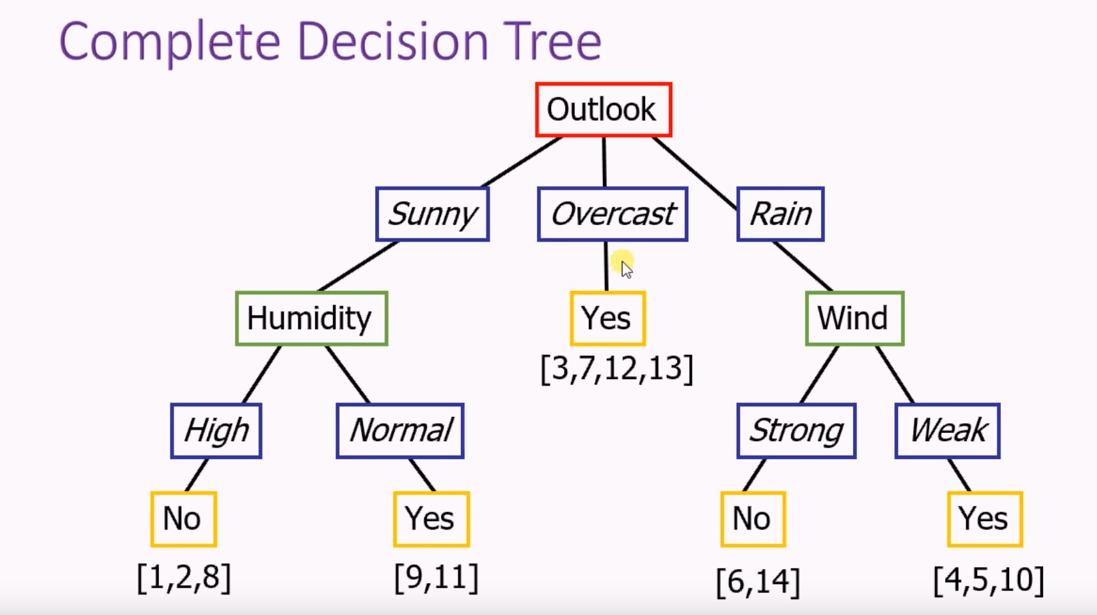 Complete Decision Tree
Outlook
Sunny
Overcast
Rain
Humidity
Yes
Wind
[3,7,12,13]
High
Normal
Strong
Weak
No
Yes
No
Yes
[1,2,8]
[9,11]
[6,14]
[4,5,10]